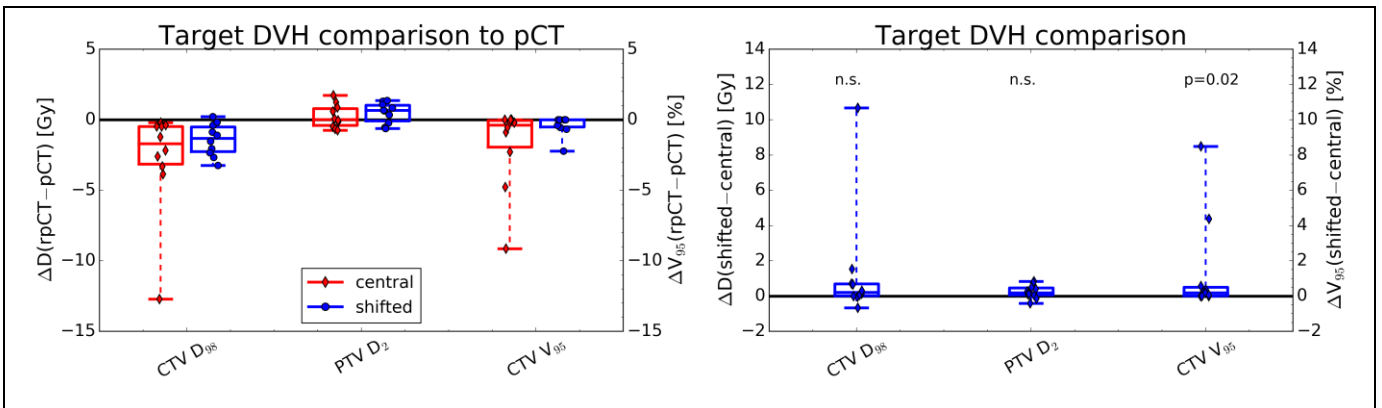 Target DVH comparison to pCT
5
0
−5
−10
−15
ΔD(rpCT−pCT) [Gy]
5
0
−5
−10
−15
ΔV₉₅(rpCT−pCT) [%]
central
shifted
CTV D₉₈
PTV D₂
CTV V₉₅
Target DVH comparison
14
12
10
8
6
4
2
0
−2
ΔD(shifted−central) [Gy]
n.s.
n.s.
p=0.02
14
12
10
8
6
4
2
0
−2
ΔV₉₅(shifted−central) [%]
CTV D₉₈
PTV D₂
CTV V₉₅